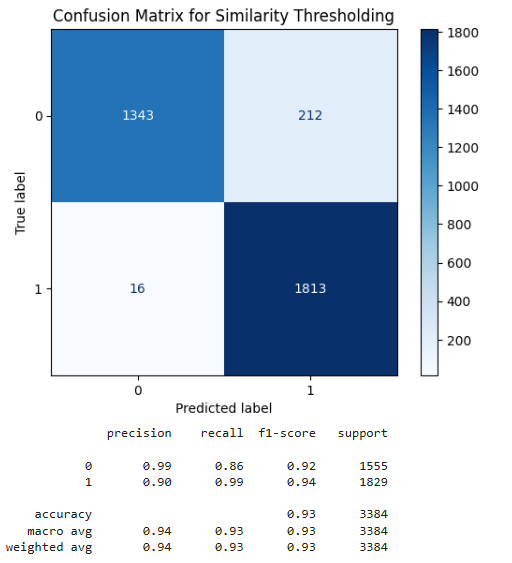 Confusion Matrix for Similarity Thresholding
1800
1600
1400
1200
1000
800
600
400
200
True label
0
1343 212
1
16 1813
0 1
Predicted label
precision recall f1-score support
0 0.99 0.86 0.92 1555
1 0.90 0.99 0.94 1829
accuracy 0.93 3384
macro avg 0.94 0.93 0.93 3384
weighted avg 0.94 0.93 0.93 3384